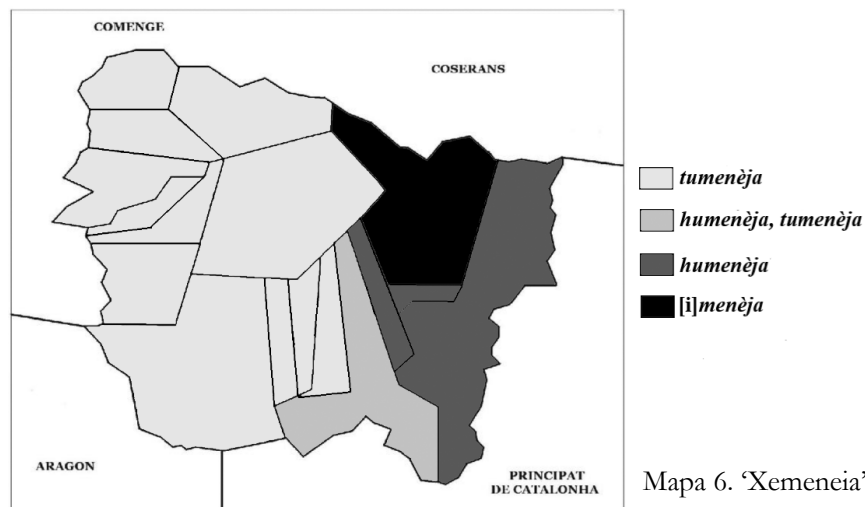 COMENGE
COSERANS
tumenèja
humenèja, tumenèja
humenèja
[i]menèja
ARAGON
PRINCIPAT
DE CATALONHA
Mapa 6. ‘Xemeneia’